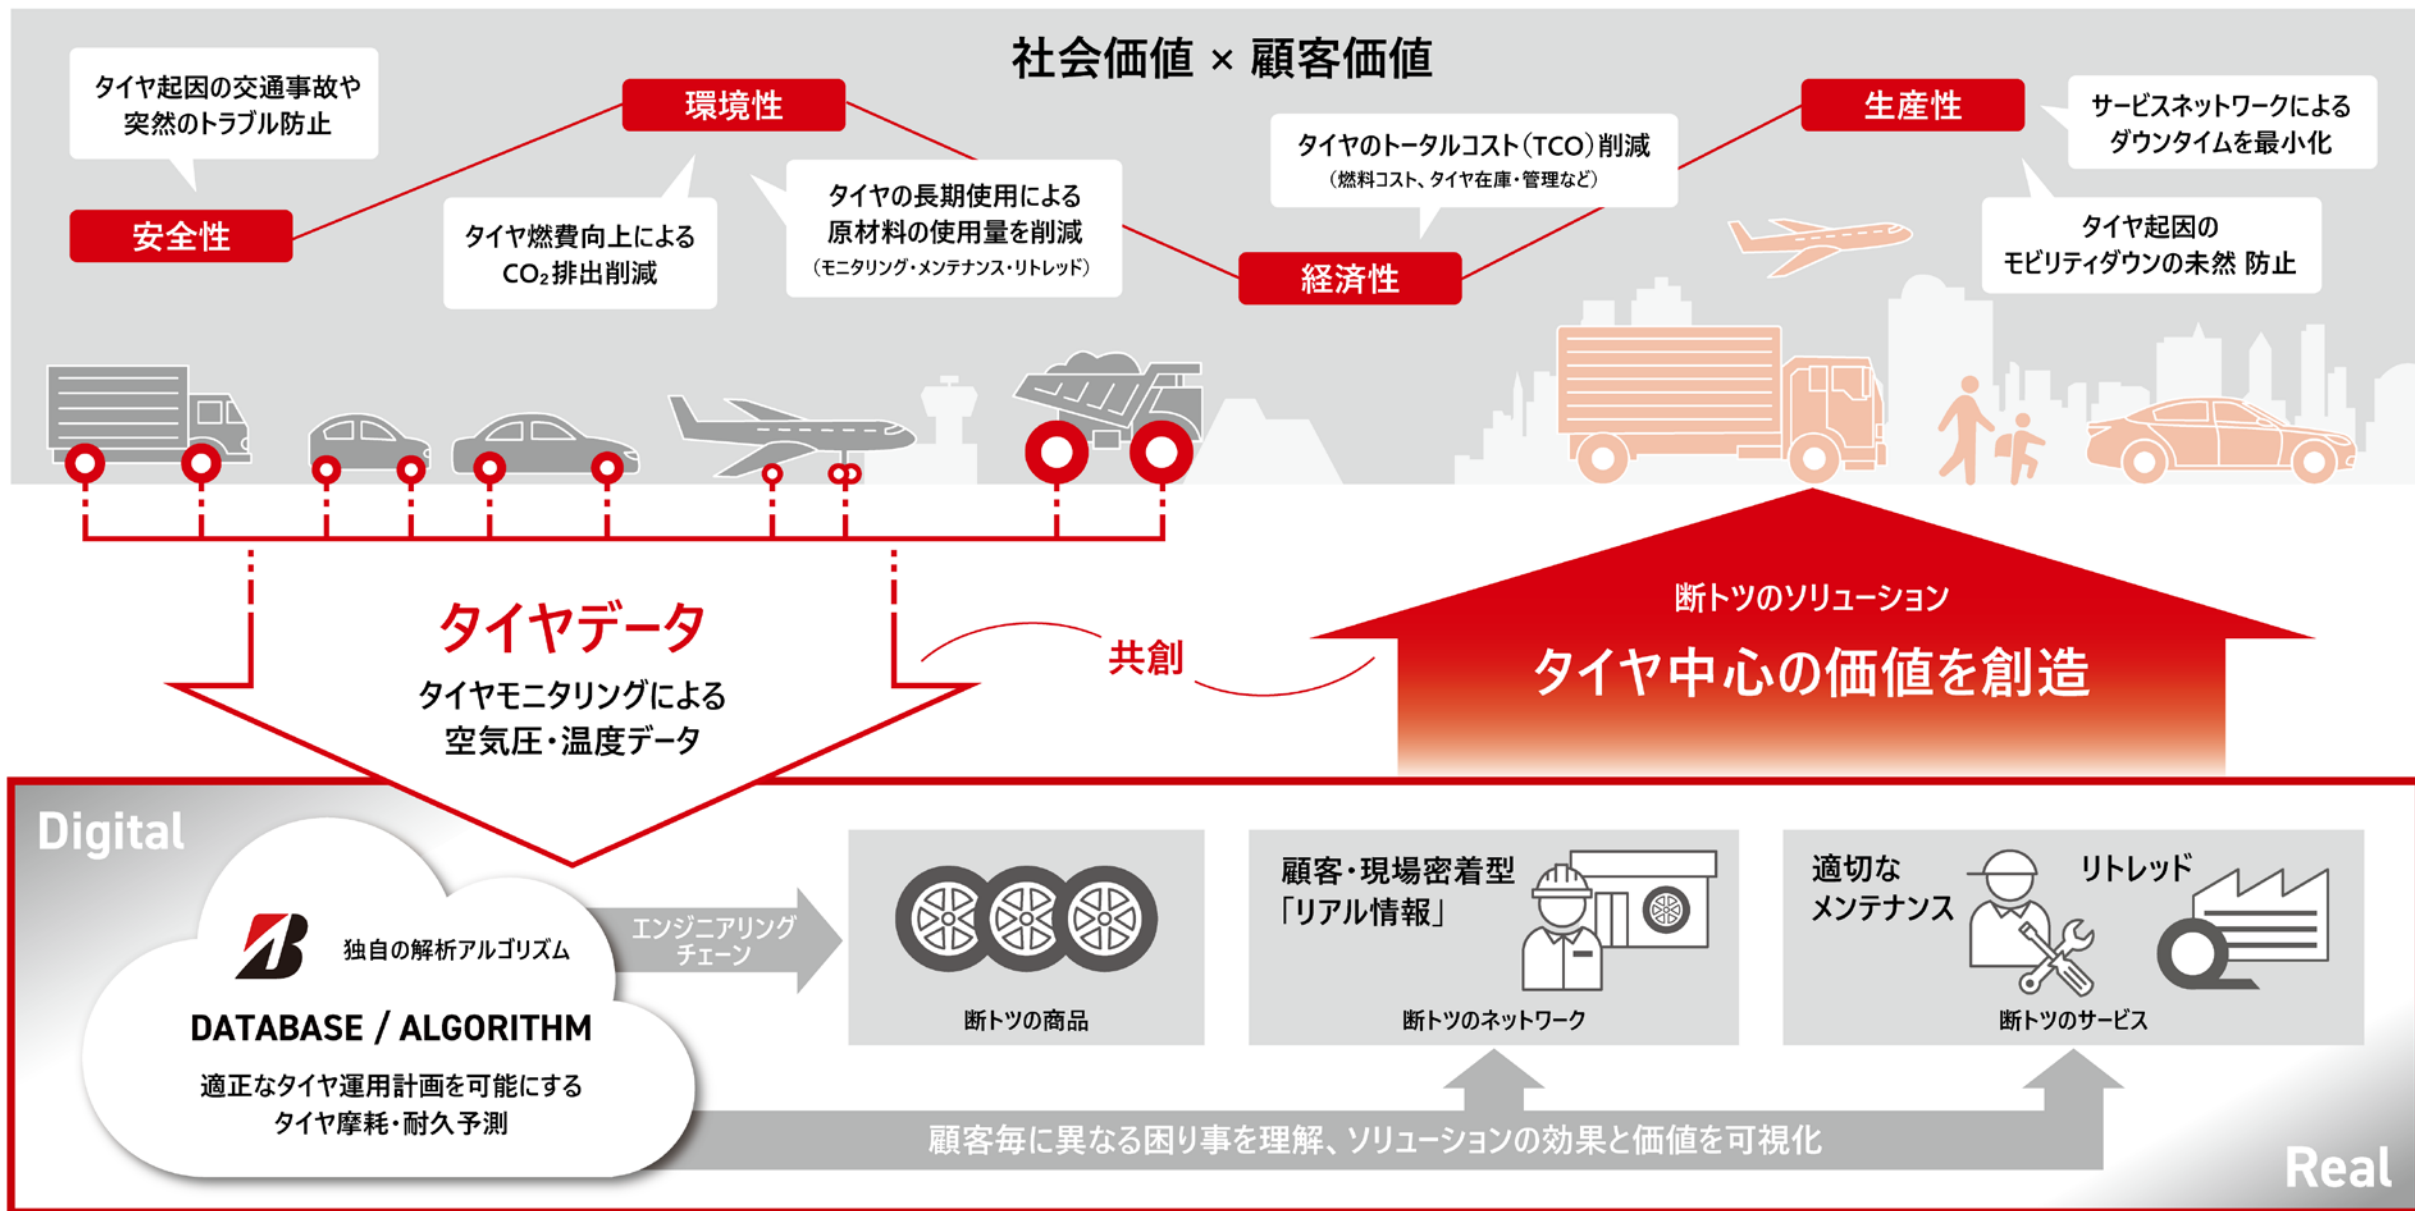 社会価値 × 顧客価値
タイヤ起因の交通事故や
突然のトラブル防止
安全性
環境性
タイヤ燃費向上による
CO₂排出削減
タイヤの長期使用による
原材料の使用量を削減
（モニタリング・メンテナンス・リトレッド）
タイヤのトータルコスト（TCO）削減
（燃料コスト、タイヤ在庫・管理など）
経済性
生産性
サービスネットワークによる
ダウンタイムを最小化
タイヤ起因の
モビリティダウンの未然 防止
タイヤデータ
タイヤモニタリングによる
空気圧・温度データ
共創
断トツのソリューション
タイヤ中心の価値を創造
Digital
独自の解析アルゴリズム
DATABASE / ALGORITHM
適正なタイヤ運用計画を可能にする
タイヤ摩耗・耐久予測
エンジニアリング
チェーン
断トツの商品
顧客・現場密着型
「リアル情報」
断トツのネットワーク
適切な
メンテナンス
リトレッド
断トツのサービス
顧客毎に異なる困り事を理解、ソリューションの効果と価値を可視化
Real